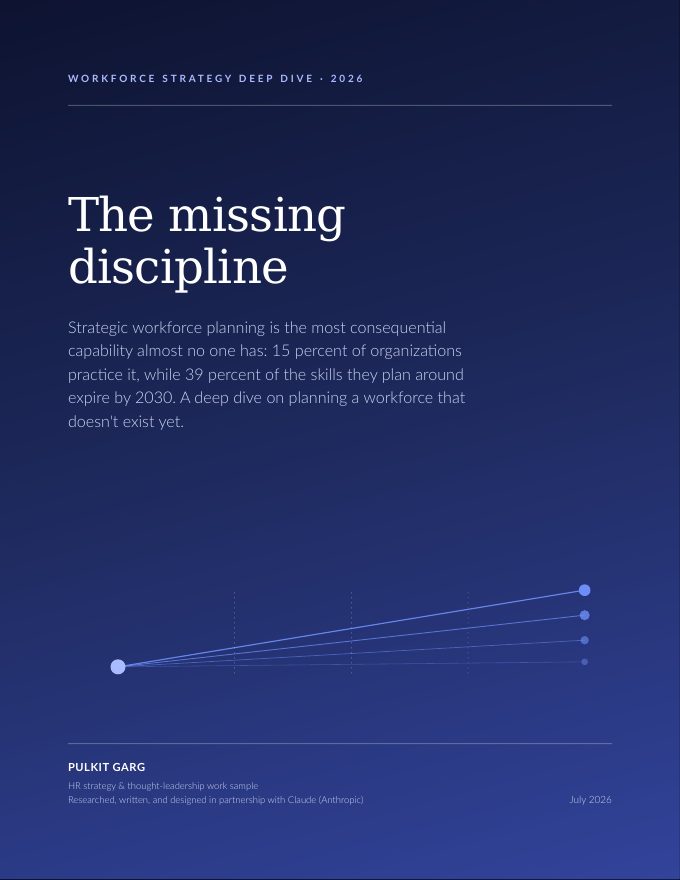 WORKFORCE STRATEGY DEEP DIVE · 2026
The missing
discipline
Strategic workforce planning is the most consequential
capability almost no one has: 15 percent of organizations
practice it, while 39 percent of the skills they plan around
expire by 2030. A deep dive on planning a workforce that
doesn't exist yet.
PULKIT GARG
HR strategy & thought-leadership work sample
Researched, written, and designed in partnership with Claude (Anthropic)
July 2026